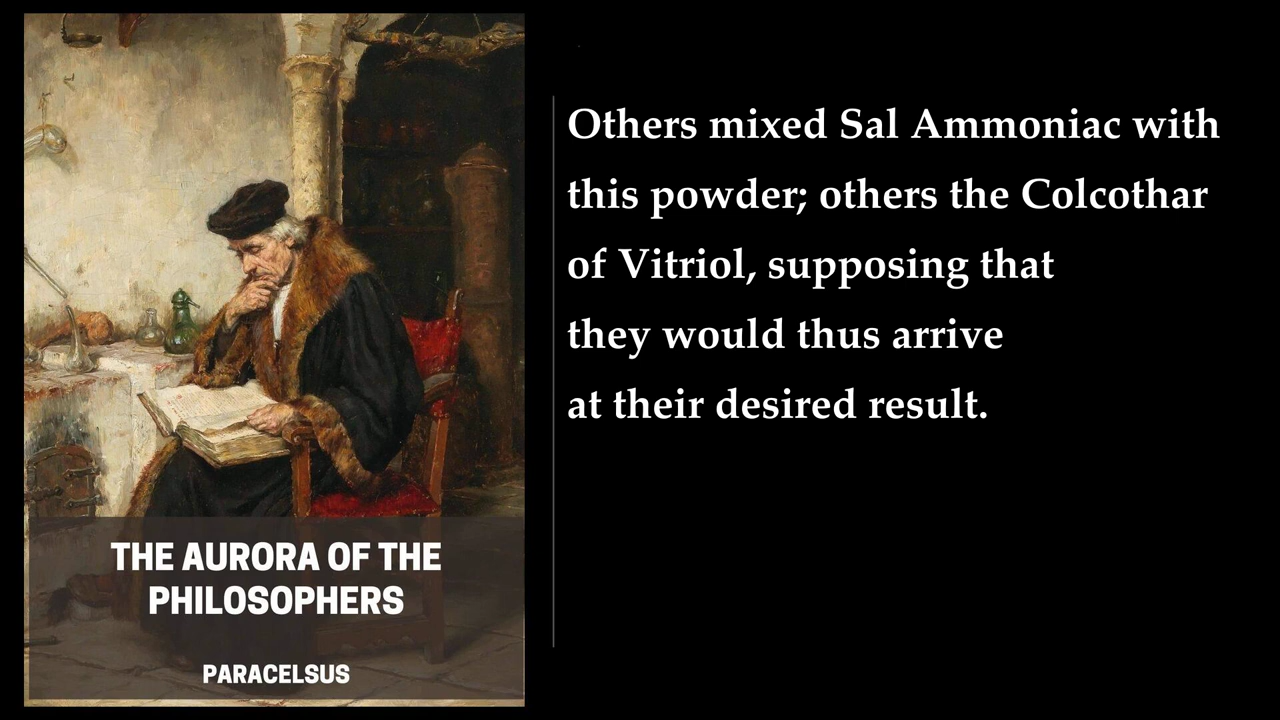 Others mixed Sal Ammoniac with
this powder; others the Colcothar
of Vitriol, supposing that
they would thus arrive
at their desired result.
THE AURORA OF THE
PHILOSOPHERS
PARACELSUS